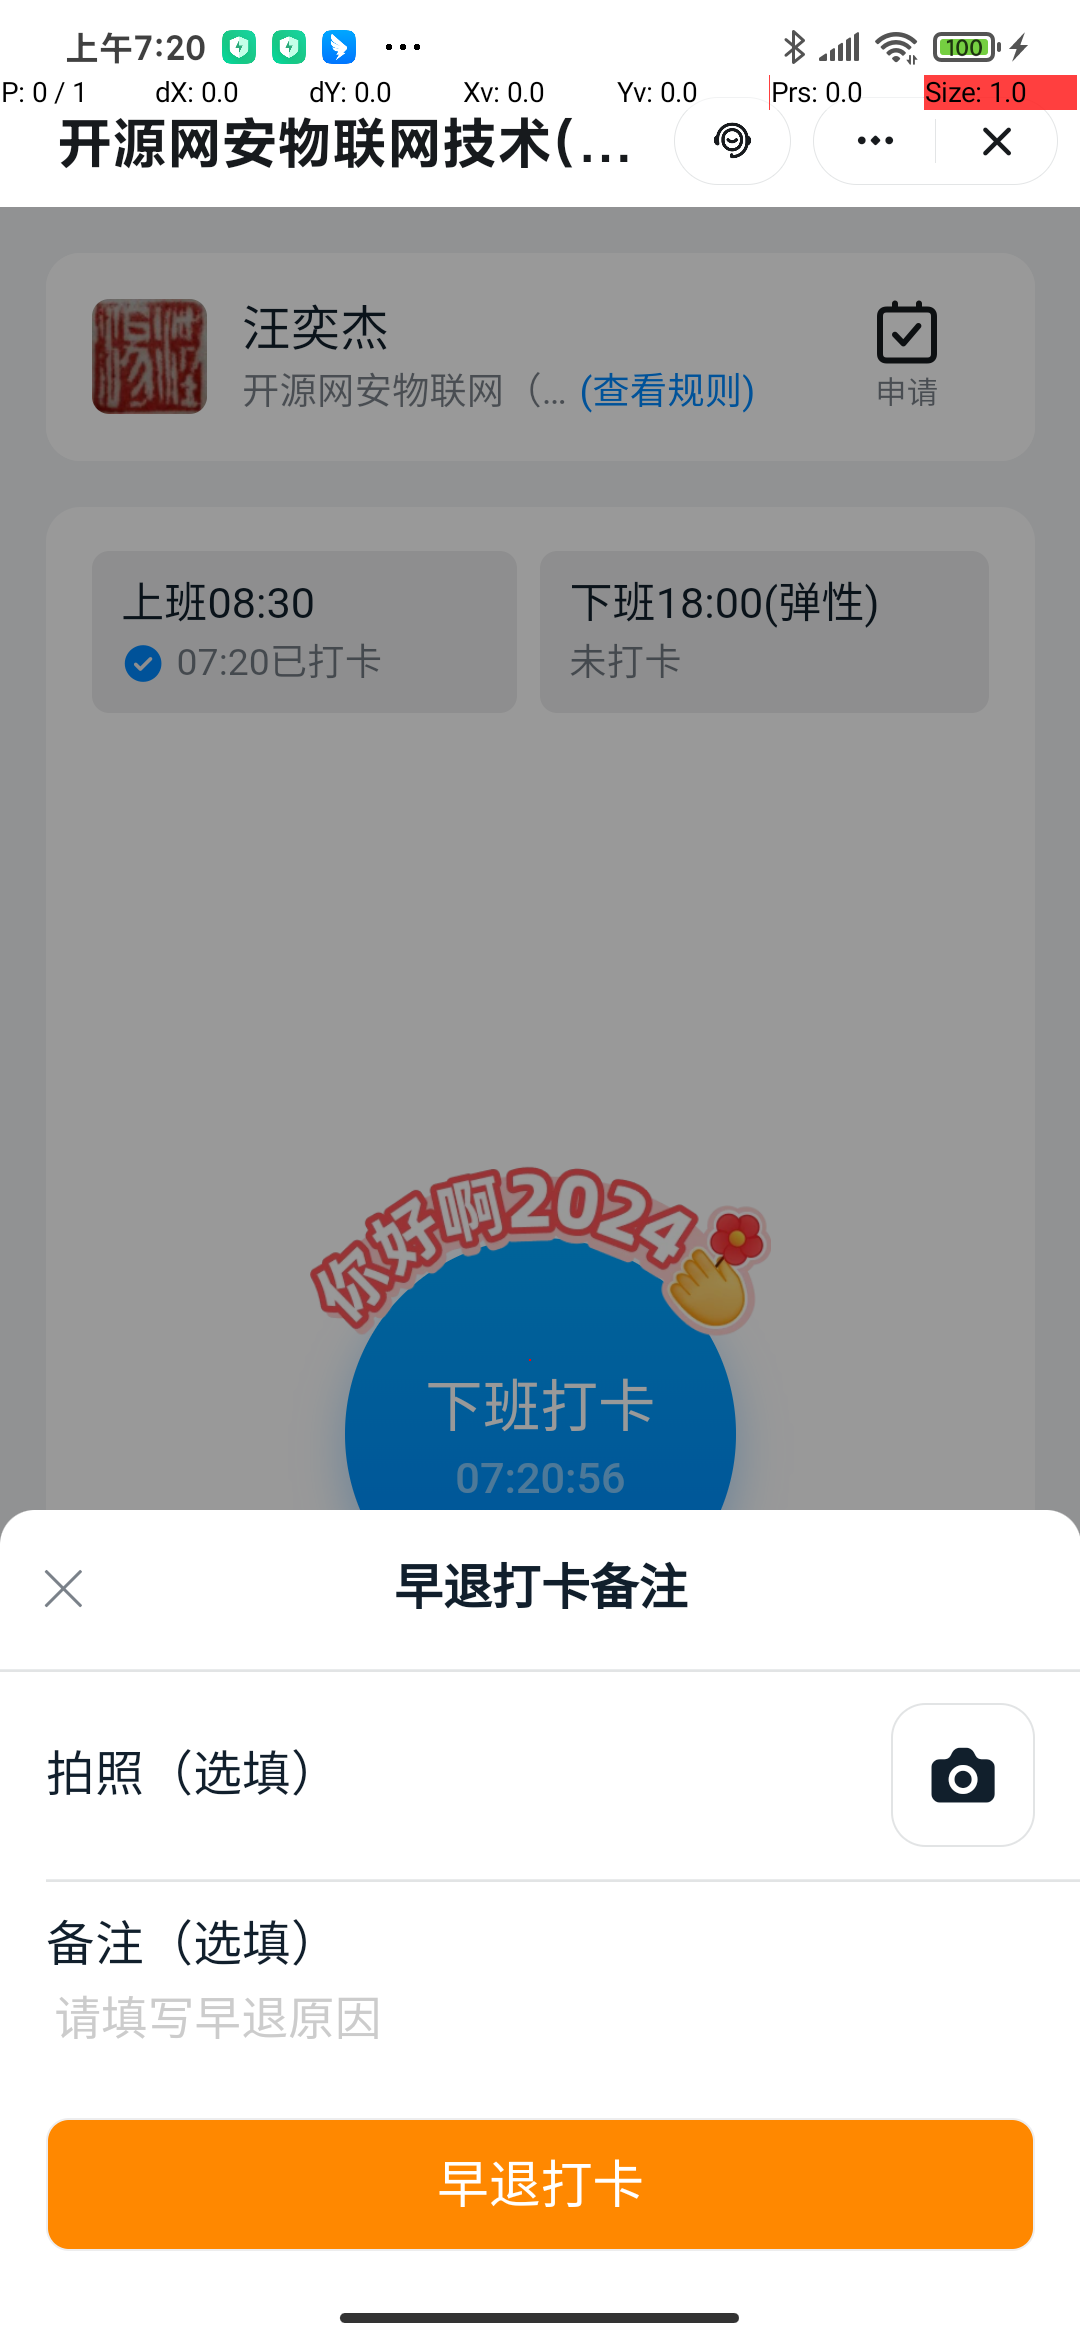 上午7:20
100
P: 0 / 1 dX: 0.0 dY: 0.0 Xv: 0.0 Yv: 0.0 Prs: 0.0 Size: 1.0
开源网安物联网技术(...
汪奕杰
开源网安物联网（... (查看规则)
申请
上班08:30
07:20已打卡
下班18:00(弹性)
未打卡
你好啊2024
下班打卡
07:20:56
早退打卡备注
拍照（选填）
备注（选填）
请填写早退原因
早退打卡